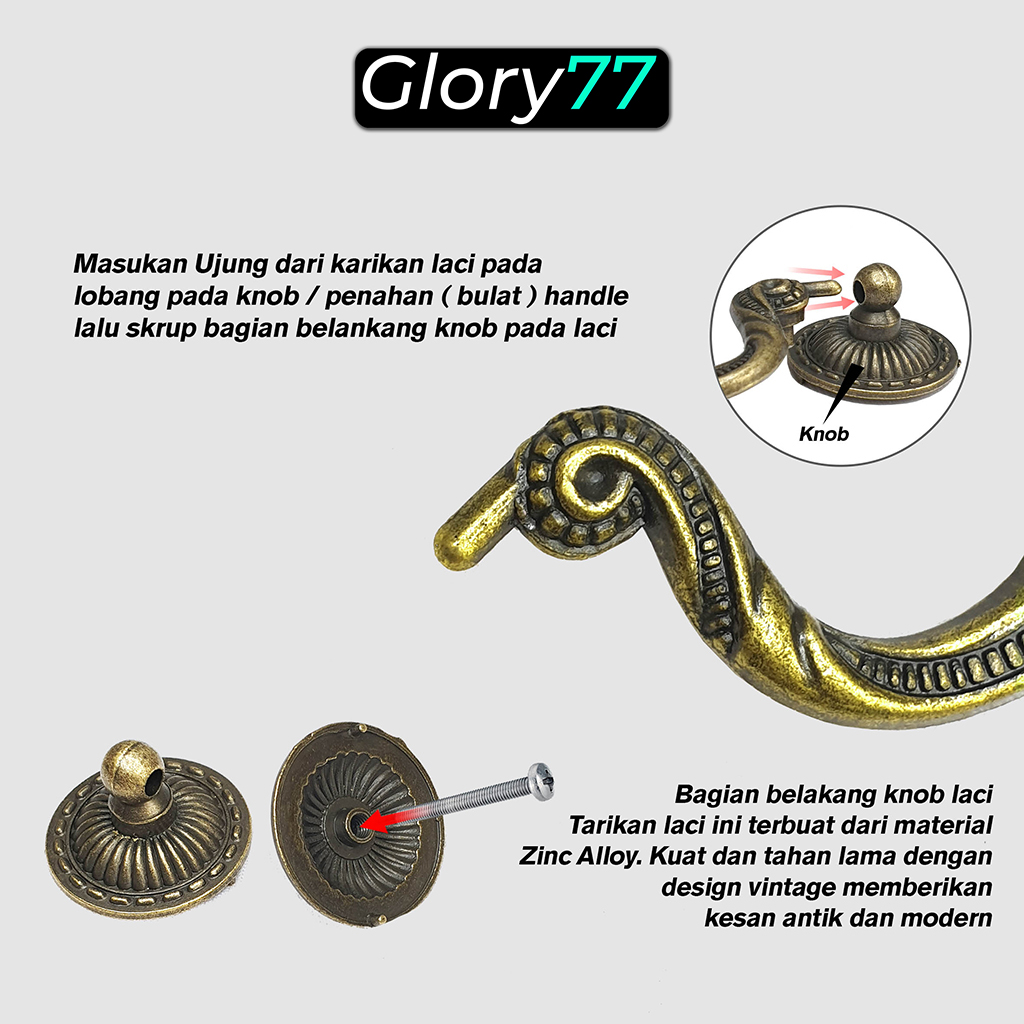 Glory77
Masukan Ujung dari karikan laci pada
lobang pada knob / penahan ( bulat ) handle
lalu skrup bagian belankang knob pada laci
Knob
Bagian belakang knob laci
Tarikan laci ini terbuat dari material
Zinc Alloy. Kuat dan tahan lama dengan
design vintage memberikan
kesan antik dan modern